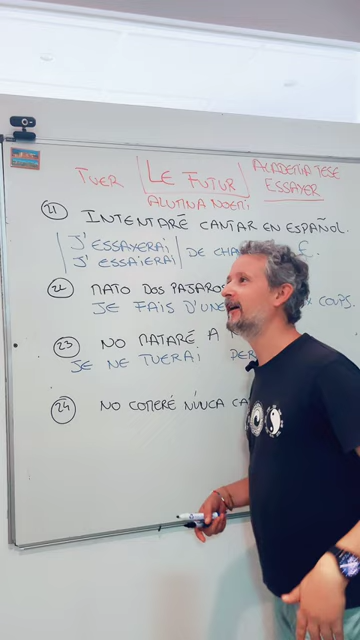 TUER LE FUTUR ACADEMIA TESE
ALUMNA NOEMI ESSAYER
21 INTENTARÉ CANTAR EN ESPAÑOL.
J'ESSAYERAI
J'ESSAIERAI DE
22 MATO DOS PÁJAROS
JE FAIS D'UNE COUPS.
23 NO MATARÉ A
JE NE TUERAI
24 NO COMERÉ NUNCA